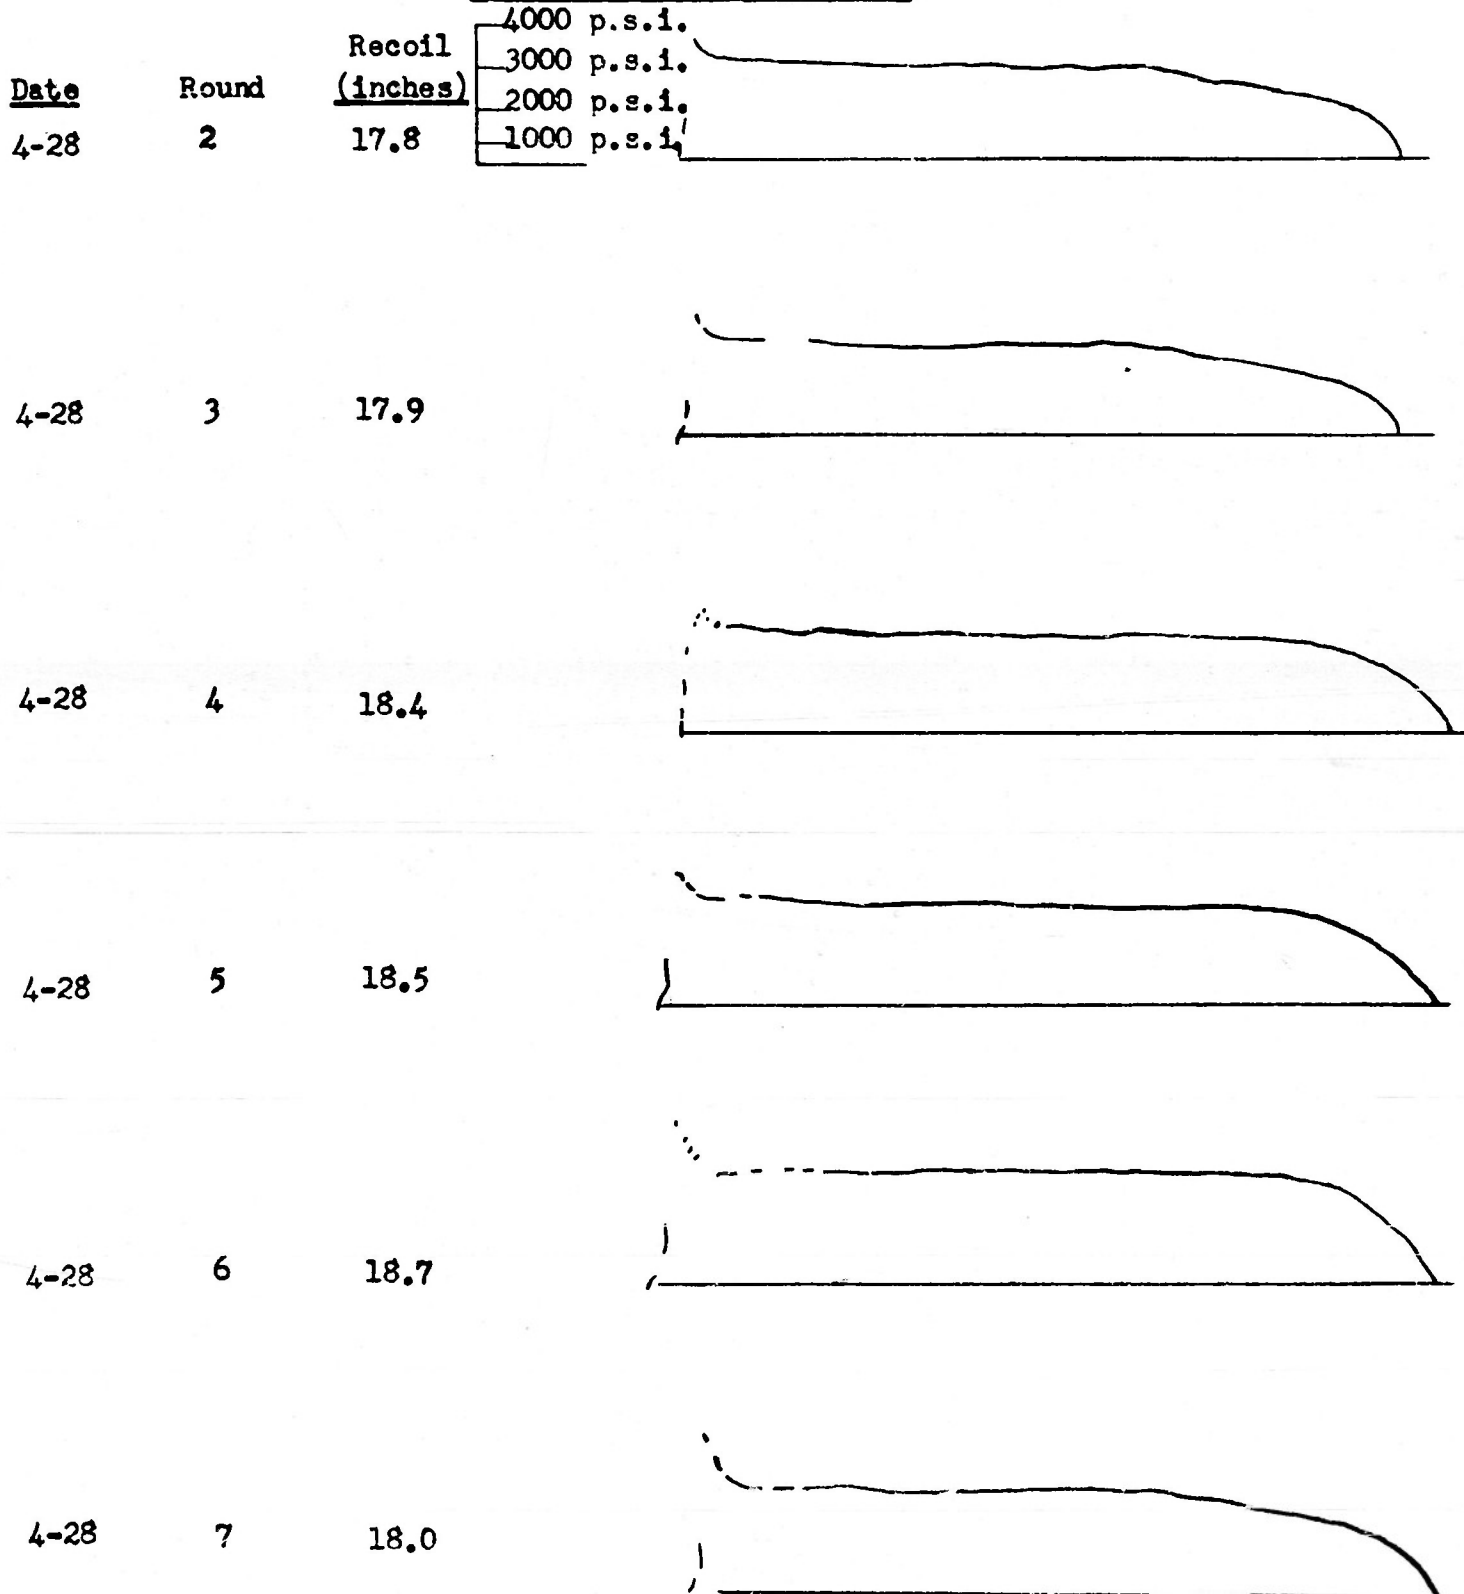 4000 p.s.i.
Recoil
3000 p.s.i.
Date Round (inches)
2000 p.s.i.
4-28 2 17.8 1000 p.s.i.
4-28 3 17.9
4-28 4 18.4
4-28 5 18.5
4-28 6 18.7
4-28 7 18.0